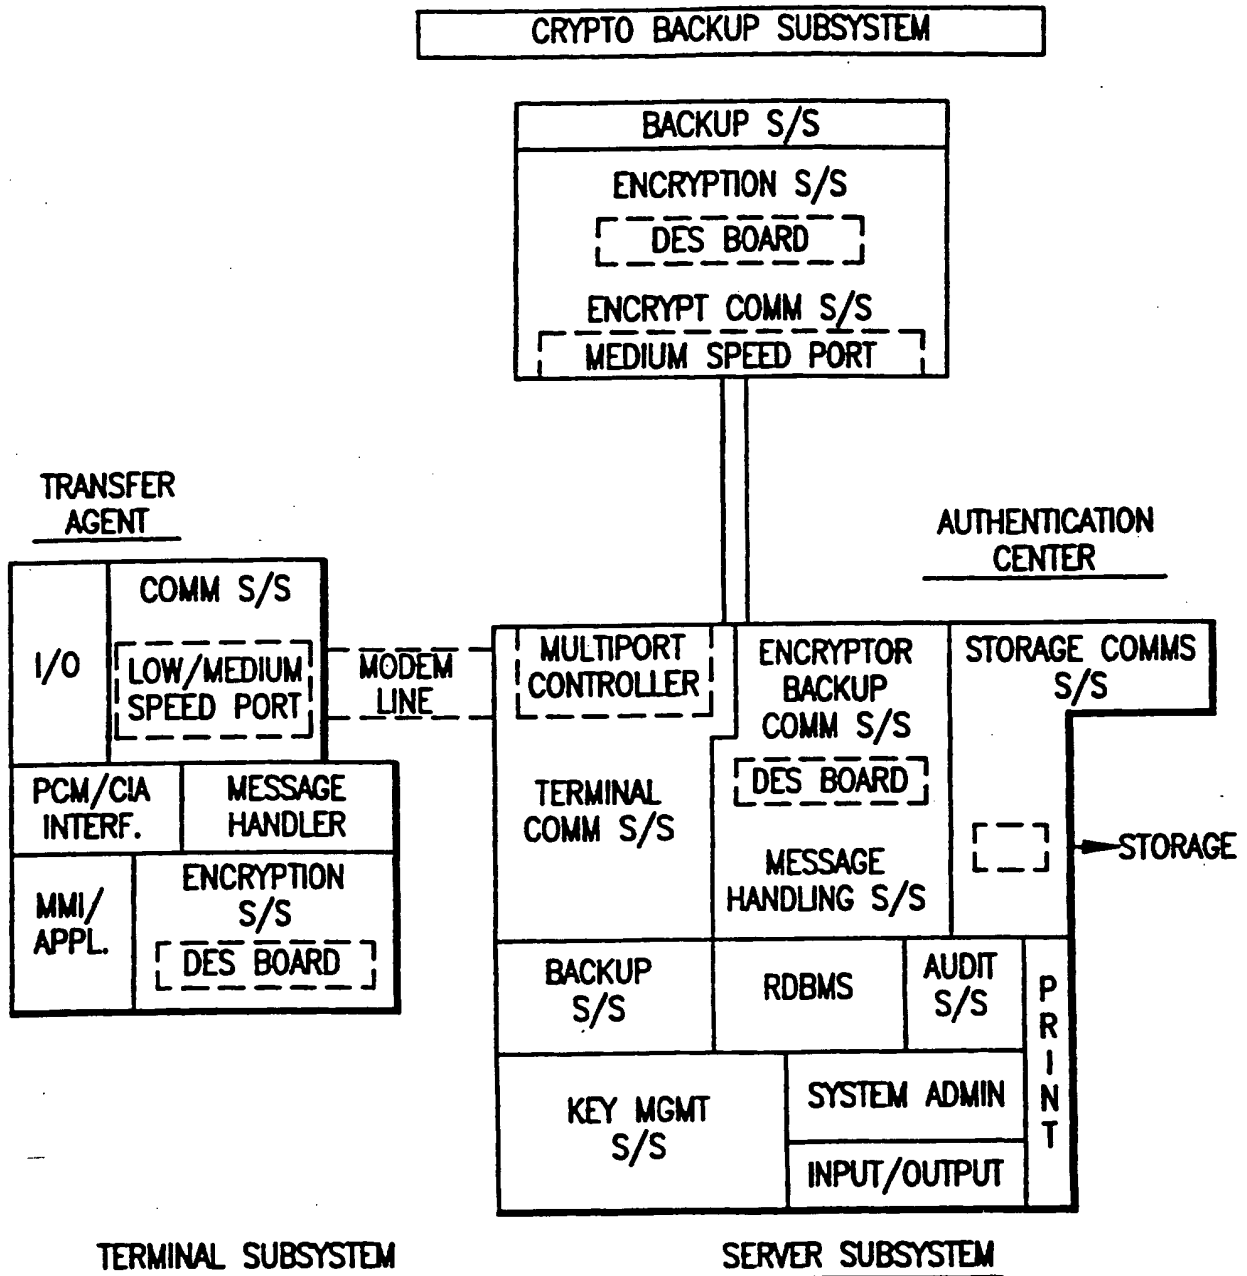 CRYPTO BACKUP SUBSYSTEM
BACKUP S/S
ENCRYPTION S/S
DES BOARD
ENCRYPT COMM S/S
MEDIUM SPEED PORT
TRANSFER
AGENT
I/O
COMM S/S
LOW/MEDIUM
SPEED PORT
PCM/CIA
INTERF.
MESSAGE
HANDLER
MMI/
APPL.
ENCRYPTION
S/S
DES BOARD
MODEM
LINE
AUTHENTICATION
CENTER
MULTIPORT
CONTROLLER
TERMINAL
COMM S/S
ENCRYPTOR
BACKUP
COMM S/S
DES BOARD
MESSAGE
HANDLING S/S
STORAGE COMMS
S/S
STORAGE
BACKUP
S/S
RDBMS
AUDIT
S/S
PRINT
KEY MGMT
S/S
SYSTEM ADMIN
INPUT/OUTPUT
TERMINAL SUBSYSTEM
SERVER SUBSYSTEM